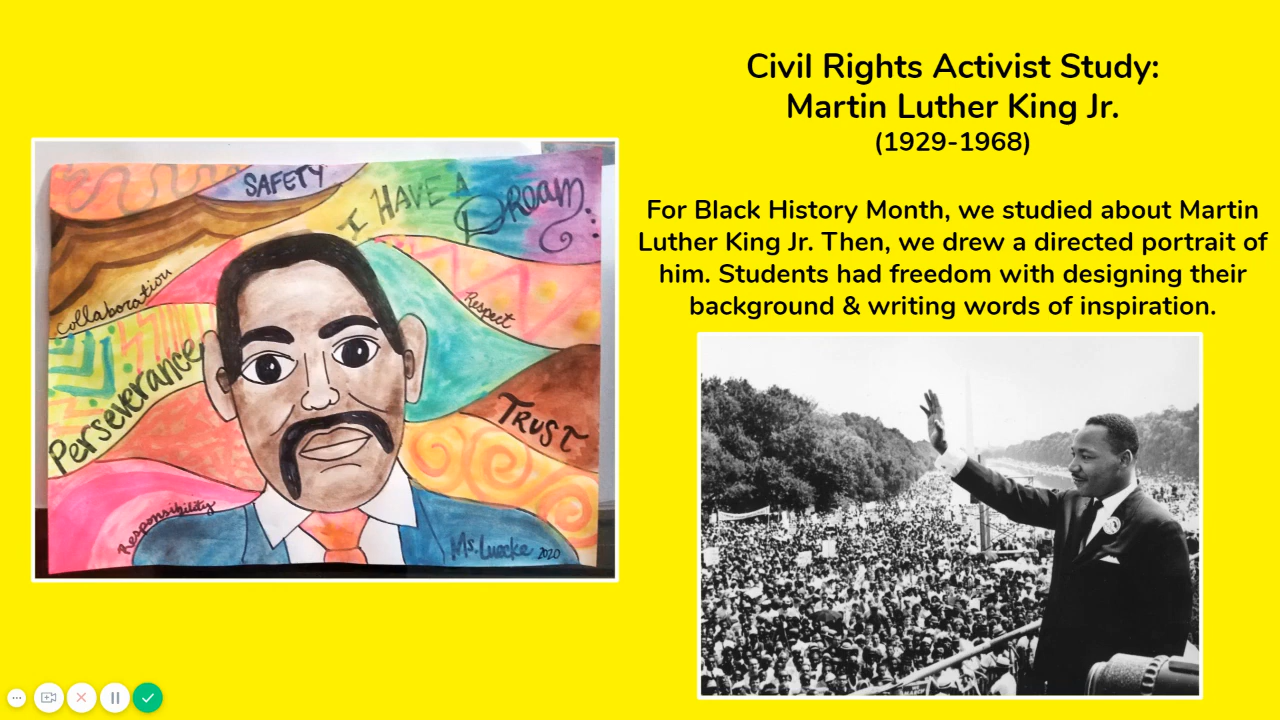 Civil Rights Activist Study:
Martin Luther King Jr.
(1929-1968)
For Black History Month, we studied about Martin
Luther King Jr. Then, we drew a directed portrait of
him. Students had freedom with designing their
background & writing words of inspiration.
SAFETY
I HAVE A
DREAM...
Collaboration
Respect
Perseverance
TRUST
Responsibility
Ms. Luecke 2020